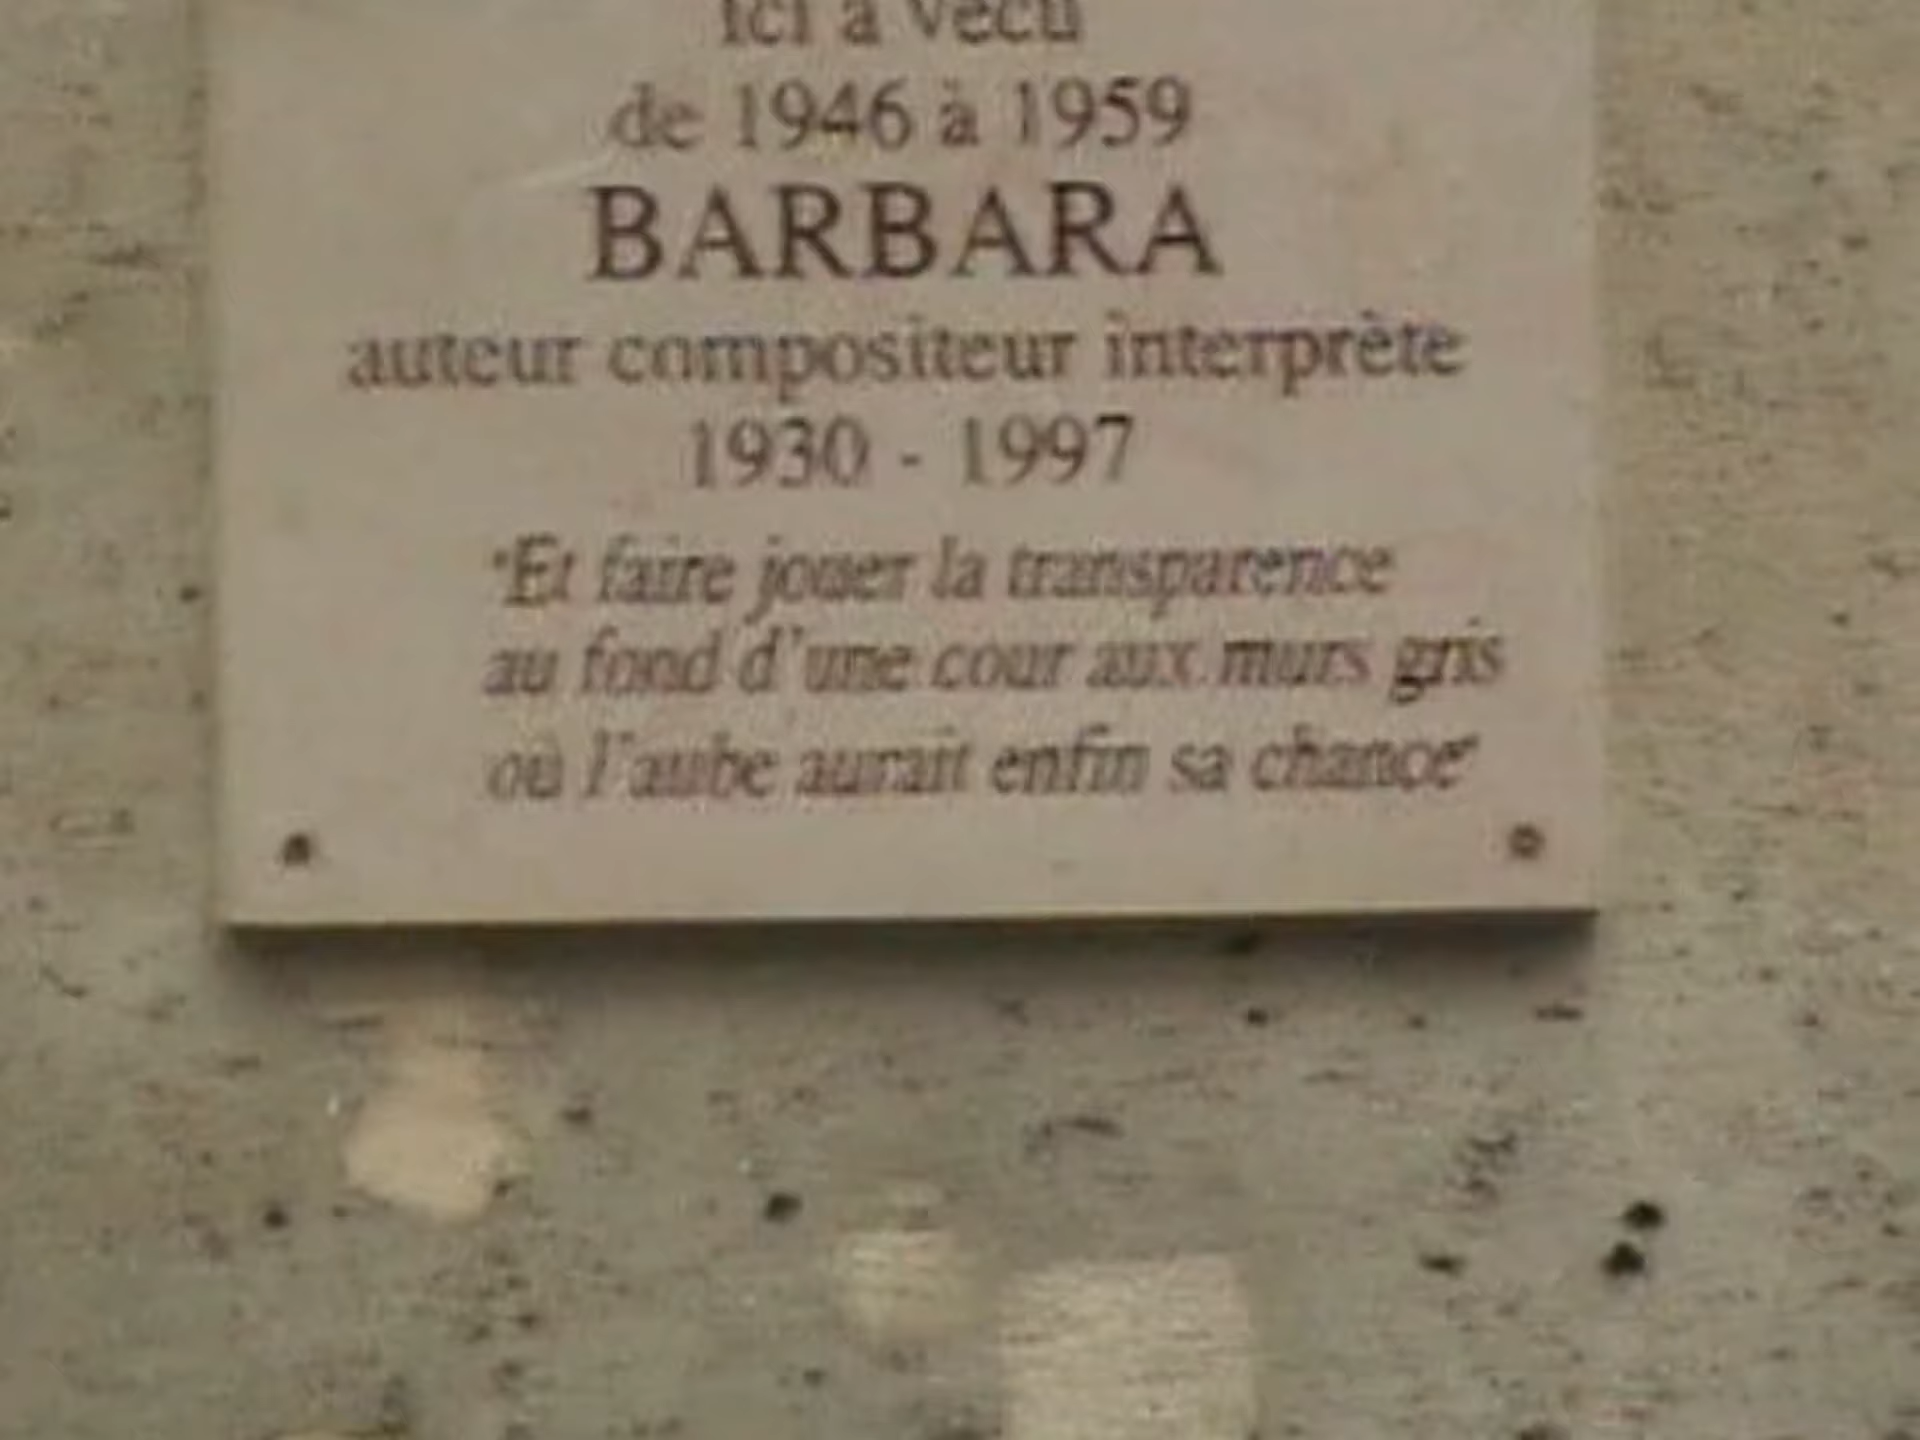 Ici a vécu
de 1946 à 1959
BARBARA
auteur compositeur interprète
1930 - 1997
"Et faire jouer la transparence
au fond d'une cour aux murs gris
où l'aube aurait enfin sa chance"